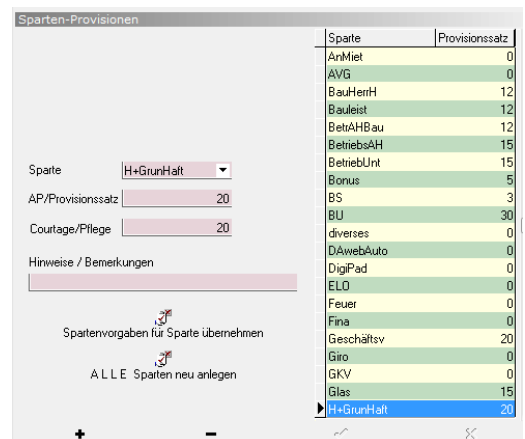 Sparten-Provisionen
Sparte
H+GrunHaft
AP/Provisionssatz
20
Courtage/Pflege
20
Hinweise / Bemerkungen
Spartenvorgaben für Sparte übernehmen
A L L E Sparten neu anlegen
+ −
Sparte Provisionssatz
AnMiet 0
AVG 0
BauHerrH 12
Bauleist 12
BetrAHBau 12
BetriebsAH 15
BetriebUnt 15
Bonus 5
BS 3
BU 30
diverses 0
DAwebAuto 0
DigiPad 0
ELO 0
Feuer 0
Fina 0
Geschäftsv 20
Giro 0
GKV 0
Glas 15
H+GrunHaft 20